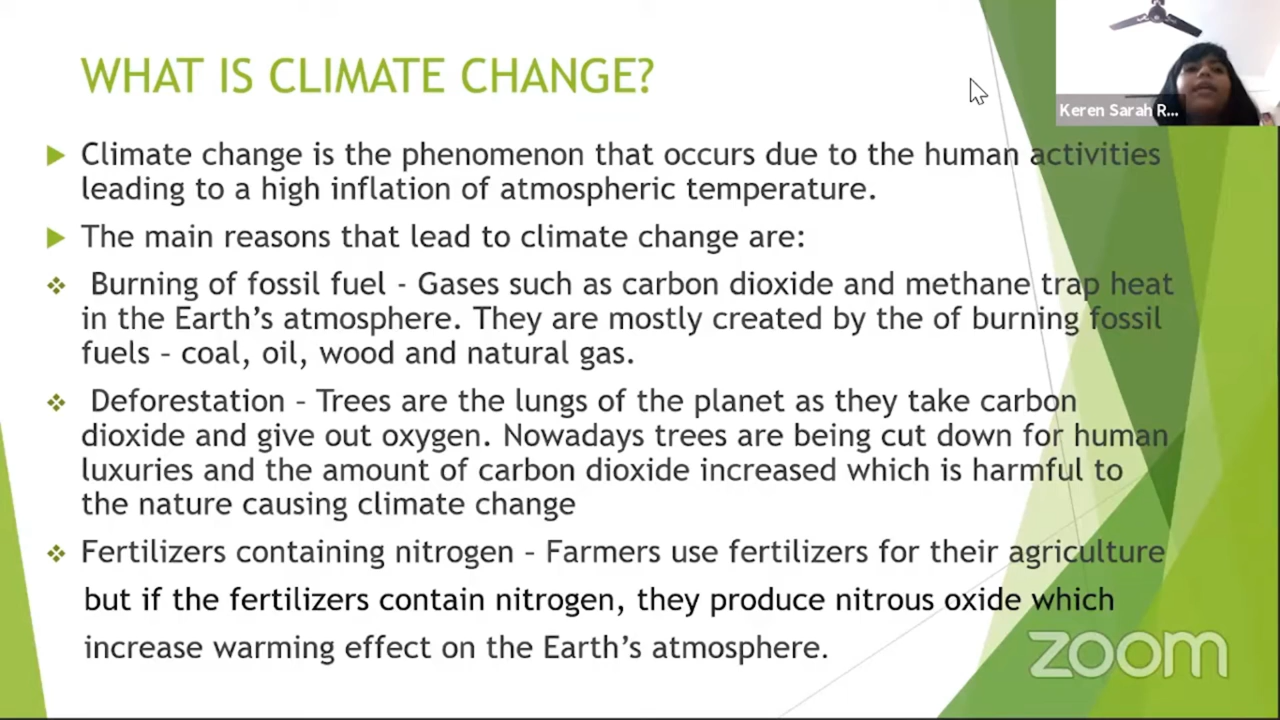 WHAT IS CLIMATE CHANGE?
Keren Sarah R...
Climate change is the phenomenon that occurs due to the human activities
leading to a high inflation of atmospheric temperature.
The main reasons that lead to climate change are:
Burning of fossil fuel - Gases such as carbon dioxide and methane trap heat
in the Earth's atmosphere. They are mostly created by the of burning fossil
fuels – coal, oil, wood and natural gas.
Deforestation – Trees are the lungs of the planet as they take carbon
dioxide and give out oxygen. Nowadays trees are being cut down for human
luxuries and the amount of carbon dioxide increased which is harmful to
the nature causing climate change
Fertilizers containing nitrogen – Farmers use fertilizers for their agriculture
but if the fertilizers contain nitrogen, they produce nitrous oxide which
increase warming effect on the Earth's atmosphere.
zoom